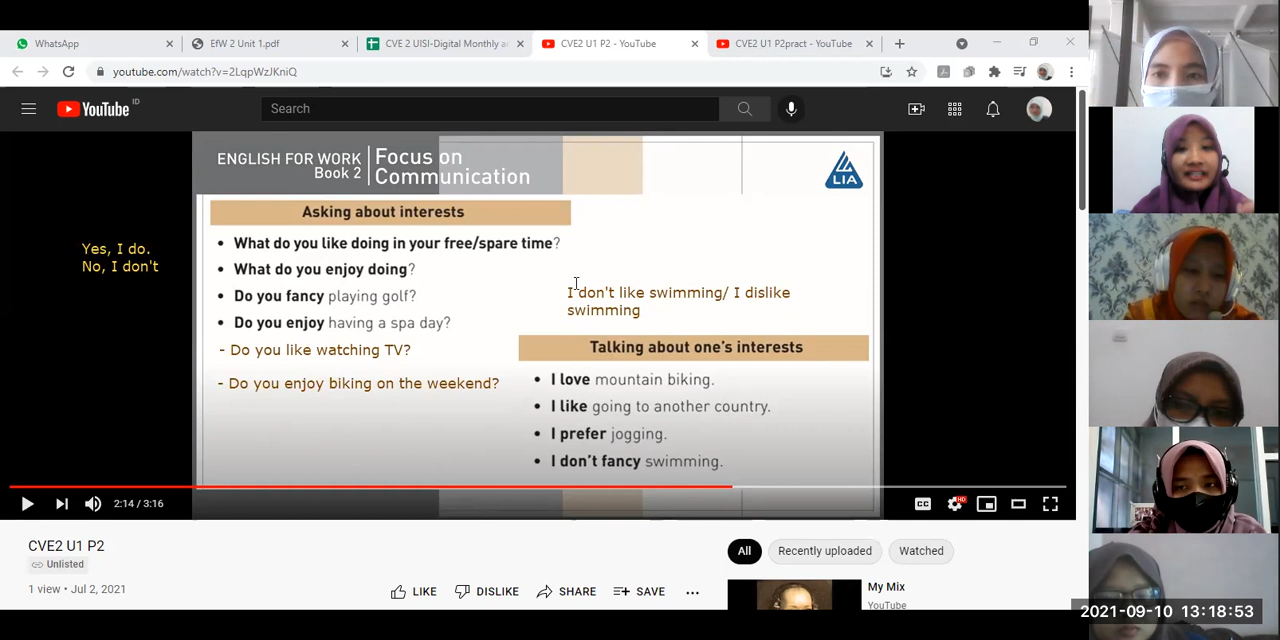 WhatsApp
EfW 2 Unit 1.pdf
CVE 2 UISI-Digital Monthly a
CVE2 U1 P2 - YouTube
CVE2 U1 P2pract - YouTube
youtube.com/watch?v=2LqpWzJKniQ
YouTube ID
Search
ENGLISH FOR WORK
Book 2
Focus on
Communication
LIA
Asking about interests
• What do you like doing in your free/spare time?
• What do you enjoy doing?
• Do you fancy playing golf?
• Do you enjoy having a spa day?
- Do you like watching TV?
- Do you enjoy biking on the weekend?
Yes, I do.
No, I don't
I don't like swimming/ I dislike
swimming
Talking about one's interests
• I love mountain biking.
• I like going to another country.
• I prefer jogging.
• I don't fancy swimming.
2:14 / 3:16
CC
HD
CVE2 U1 P2
Unlisted
1 view • Jul 2, 2021
LIKE
DISLIKE
SHARE
SAVE
All
Recently uploaded
Watched
My Mix
YouTube
2021-09-10 13:18:53